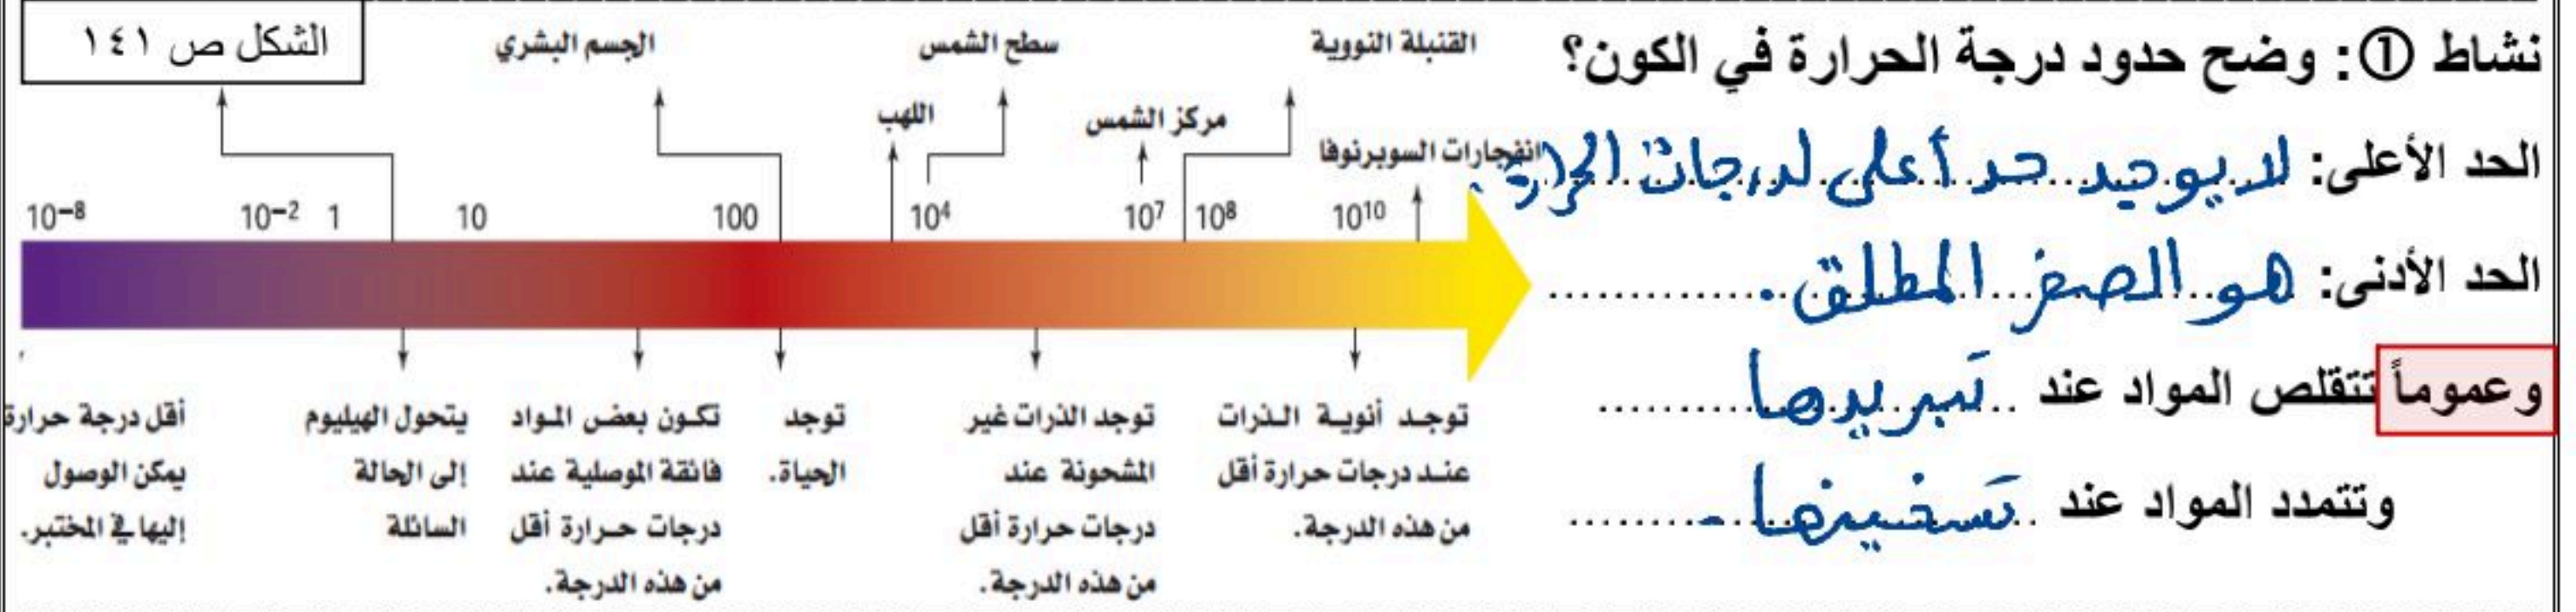 نشاط ①: وضح حدود درجة الحرارة في الكون؟
الحد الأعلى: لا يوجد حد أعلى لدرجات الحرارة.
الحد الأدنى: هو الصفر المطلق.
وعموماً تتقلص المواد عند تبريدها
وتتمدد المواد عند تسخينها.
الشكل ص ١٤١
الجسم البشري
سطح الشمس
القنبلة النووية
اللهب
مركز الشمس
انفجارات السوبرنوفا
10⁻⁸ 10⁻² 1 10 100 10⁴ 10⁷ 10⁸ 10¹⁰
أقل درجة حرارة
يمكن الوصول
إليها في المختبر.
يتحول الهيليوم
إلى الحالة
السائلة
تكون بعض المواد
فائقة الموصلية عند
درجات حرارة أقل
من هذه الدرجة.
توجد
الحياة.
توجد الذرات غير
المشحونة عند
درجات حرارة أقل
من هذه الدرجة.
توجد أنوية الذرات
عند درجات حرارة أقل
من هذه الدرجة.